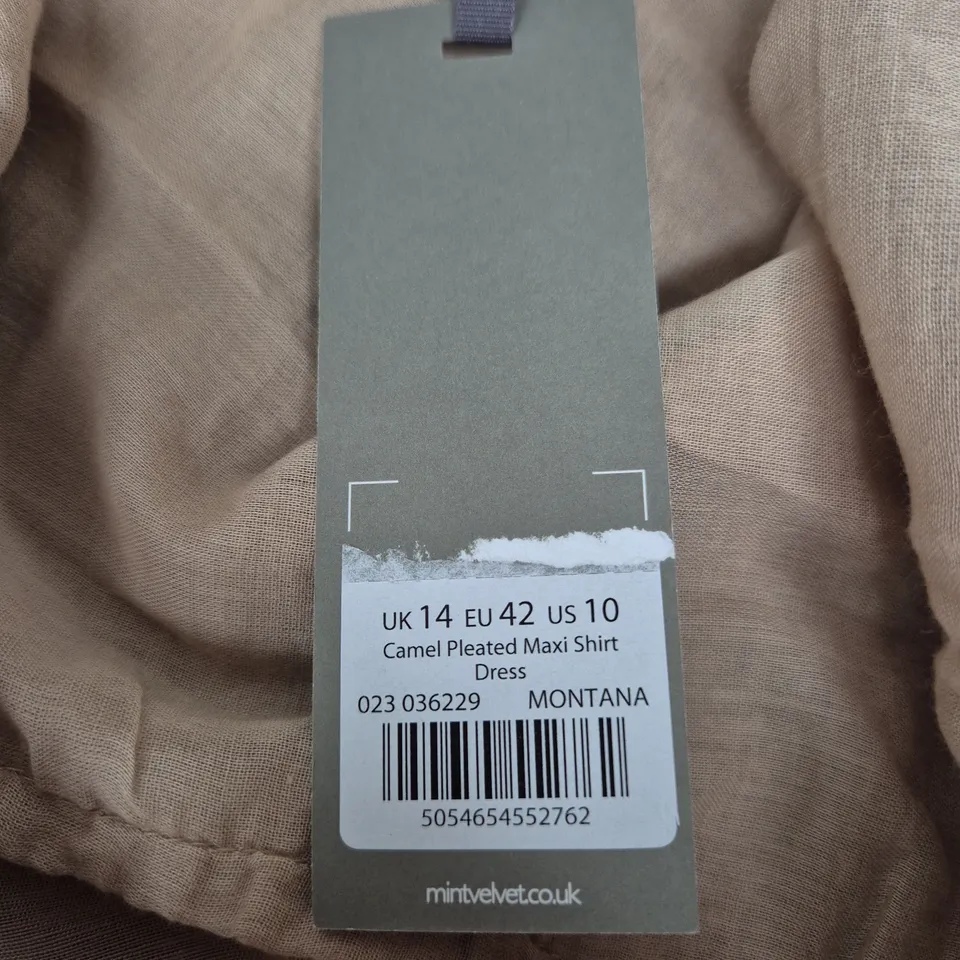 UK 14 EU 42 US 10
Camel Pleated Maxi Shirt
Dress
023 036229 MONTANA
5054654552762
mintvelvet.co.uk